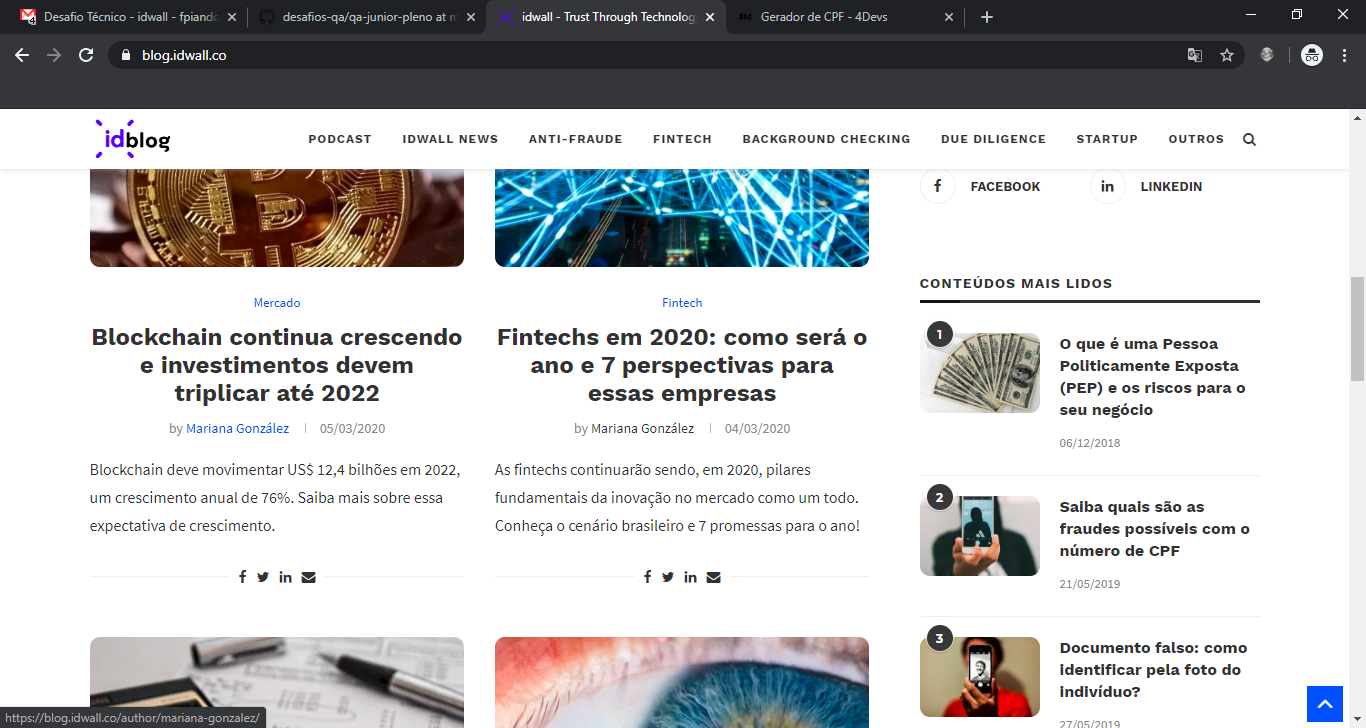 Desafio Técnico - idwall - fpiand
desafios-qa/qa-junior-pleno at m
idwall - Trust Through Technolog
Gerador de CPF - 4Devs
blog.idwall.co
idblog
PODCAST
IDWALL NEWS
ANTI-FRAUDE
FINTECH
BACKGROUND CHECKING
DUE DILIGENCE
STARTUP
OUTROS
FACEBOOK
LINKEDIN
Mercado
Blockchain continua crescendo
e investimentos devem
triplicar até 2022
by Mariana González
05/03/2020
Blockchain deve movimentar US$ 12,4 bilhões em 2022,
um crescimento anual de 76%. Saiba mais sobre essa
expectativa de crescimento.
Fintech
Fintechs em 2020: como será o
ano e 7 perspectivas para
essas empresas
by Mariana González
04/03/2020
As fintechs continuarão sendo, em 2020, pilares
fundamentais da inovação no mercado como um todo.
Conheça o cenário brasileiro e 7 promessas para o ano!
CONTEÚDOS MAIS LIDOS
1
O que é uma Pessoa
Politicamente Exposta
(PEP) e os riscos para o
seu negócio
06/12/2018
2
Saiba quais são as
fraudes possíveis com o
número de CPF
21/05/2019
3
Documento falso: como
identificar pela foto do
indivíduo?
27/05/2019
https://blog.idwall.co/author/mariana-gonzalez/